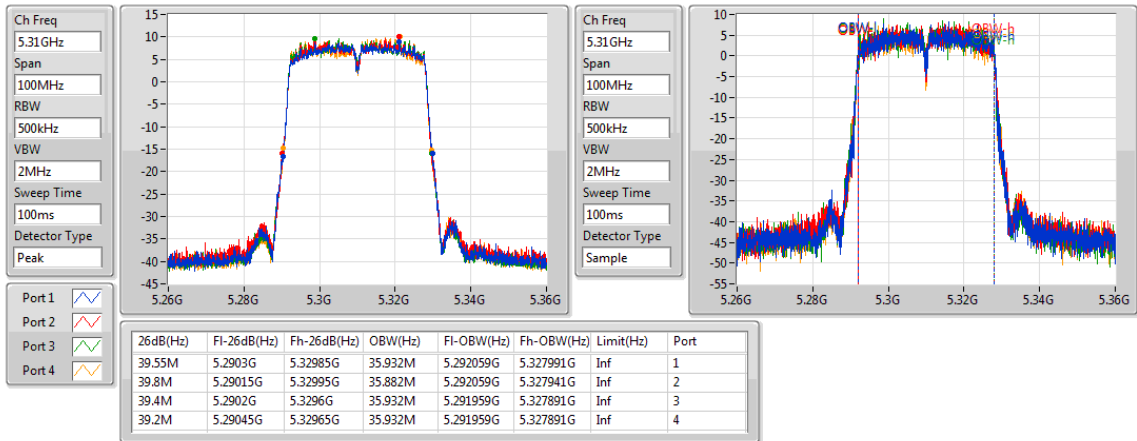 Ch Freq
5.31GHz
Span
100MHz
RBW
500kHz
VBW
2MHz
Sweep Time
100ms
Detector Type
Peak
15
10
5
0
-5
-10
-15
-20
-25
-30
-35
-40
-45
5.26G 5.28G 5.3G 5.32G 5.34G 5.36G
Ch Freq
5.31GHz
Span
100MHz
RBW
500kHz
VBW
2MHz
Sweep Time
100ms
Detector Type
Sample
10
5
0
-5
-10
-15
-20
-25
-30
-35
-40
-45
-50
-55
OBW-h
5.26G 5.28G 5.3G 5.32G 5.34G 5.36G
Port 1
Port 2
Port 3
Port 4
26dB(Hz) Fl-26dB(Hz) Fh-26dB(Hz) OBW(Hz) Fl-OBW(Hz) Fh-OBW(Hz) Limit(Hz) Port
39.55M 5.2903G 5.32985G 35.932M 5.292059G 5.327991G Inf 1
39.8M 5.29015G 5.32995G 35.882M 5.292059G 5.327941G Inf 2
39.4M 5.2902G 5.3296G 35.932M 5.291959G 5.327891G Inf 3
39.2M 5.29045G 5.32965G 35.932M 5.291959G 5.327891G Inf 4